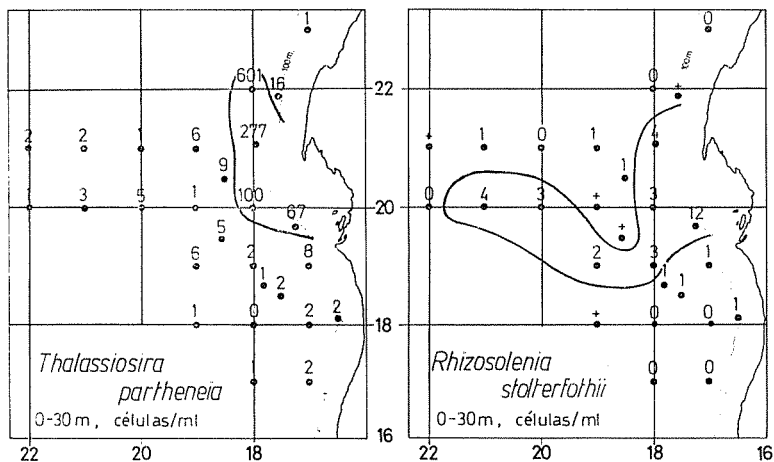 1 0
601 16 100m. 0 + 100m.
22
2 2 1 6 277 + 1 0 1 4
9 1
1 3 5 1 100 0 4 3 + 3
20
5 67 + 12
6 2 8 2 3 1
1 2 1 1
1 0 2 2 + 0 0 1
18
1 2 0 0
Thalassiosira
partheneia
0-30m, células/ml
Rhizosolenia
stolterfothii
0-30m, células/ml
16
22 20 18 22 20 18 16